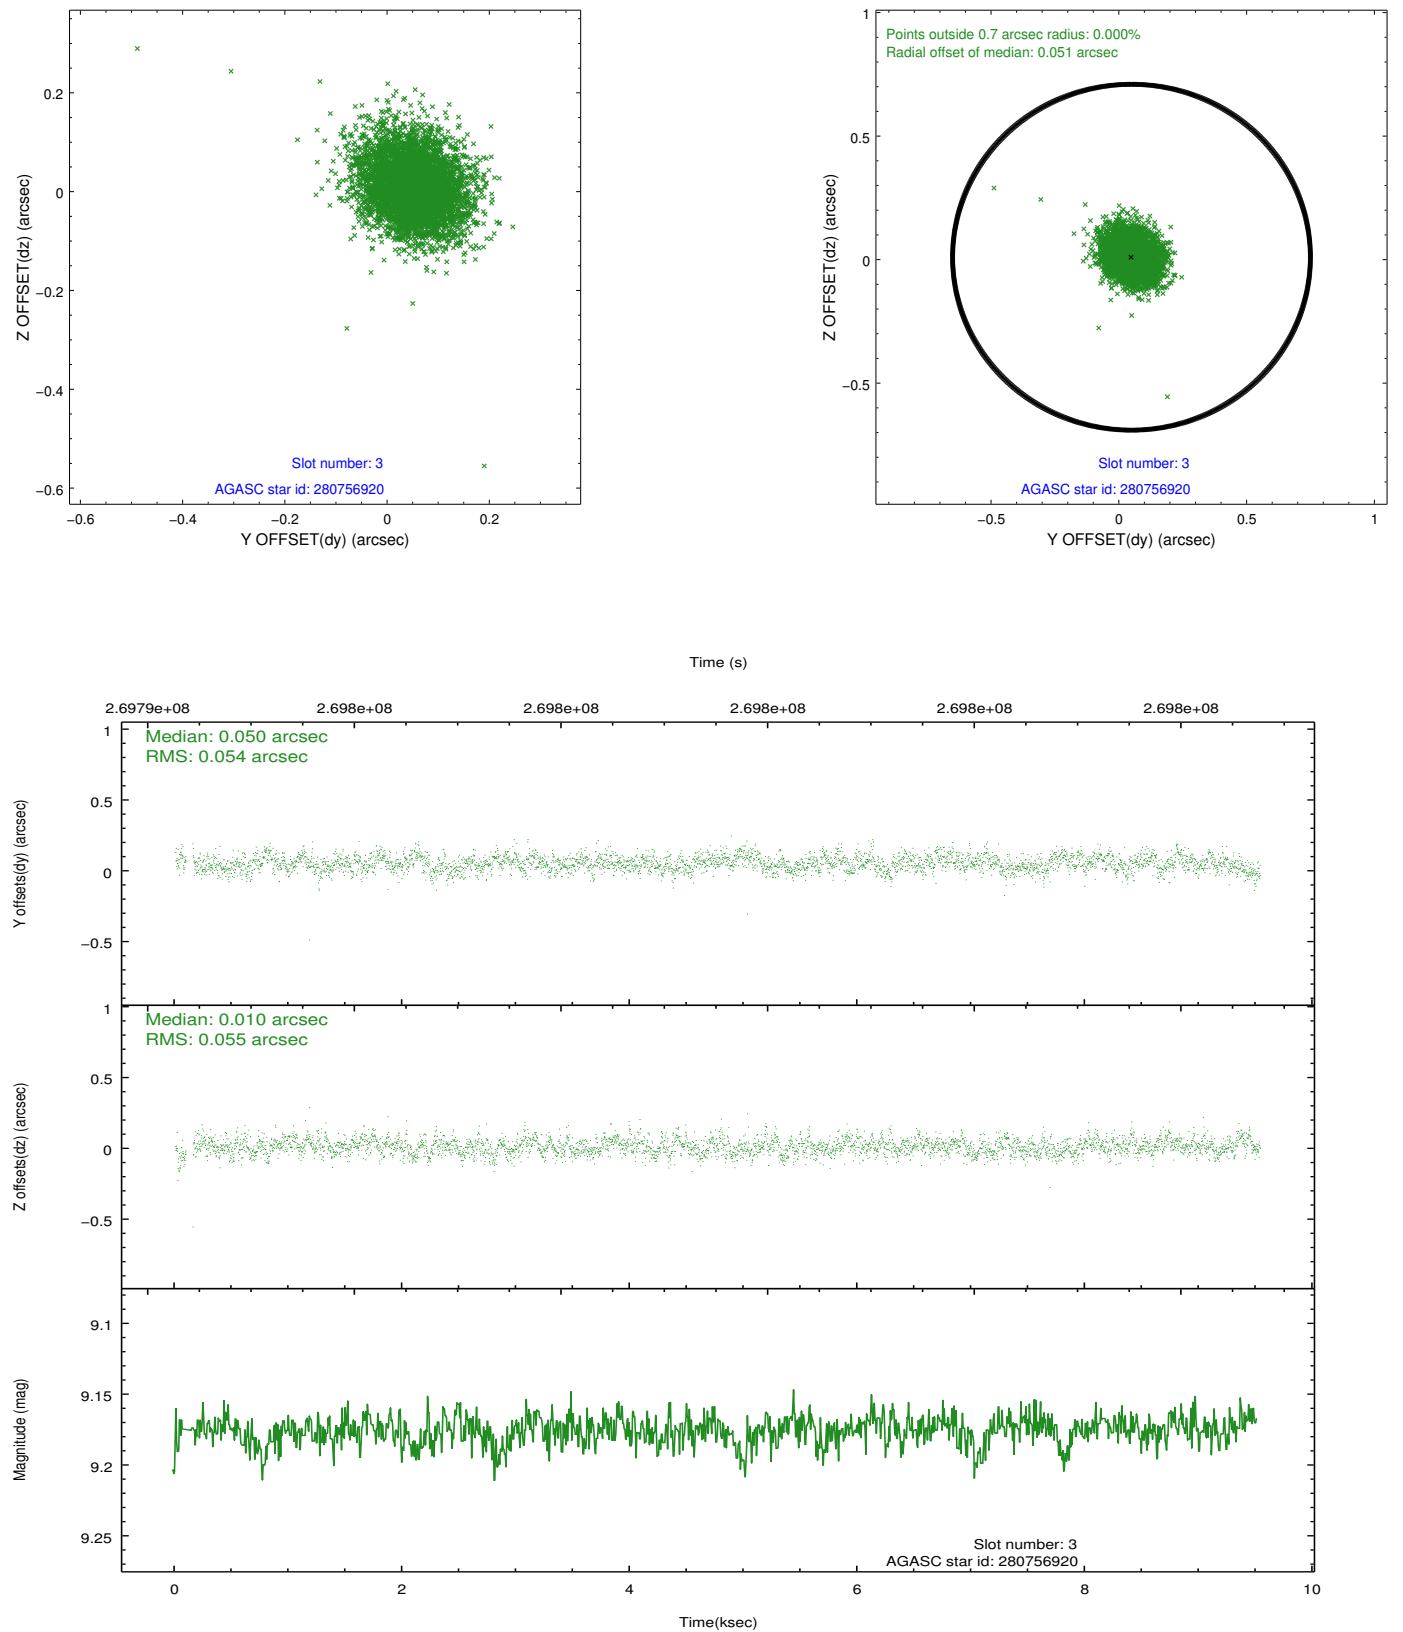 0.2
0
−0.2
−0.4
−0.6
−0.6
−0.4
−0.2
0
0.2
Z OFFSET(dz) (arcsec)
Y OFFSET(dy) (arcsec)
Slot number: 3
AGASC star id: 280756920
Points outside 0.7 arcsec radius: 0.000%
Radial offset of median: 0.051 arcsec
1
0.5
0
−0.5
−0.5
0
0.5
1
Z OFFSET(dz) (arcsec)
Y OFFSET(dy) (arcsec)
Slot number: 3
AGASC star id: 280756920
Time (s)
2.6979e+08
2.698e+08
2.698e+08
2.698e+08
2.698e+08
2.698e+08
Median: 0.050 arcsec
RMS: 0.054 arcsec
1
0.5
0
−0.5
Y offsets(dy) (arcsec)
Median: 0.010 arcsec
RMS: 0.055 arcsec
1
0.5
0
−0.5
Z offsets(dz) (arcsec)
9.1
9.15
9.2
9.25
Magnitude (mag)
Slot number: 3
AGASC star id: 280756920
0
2
4
6
8
10
Time(ksec)